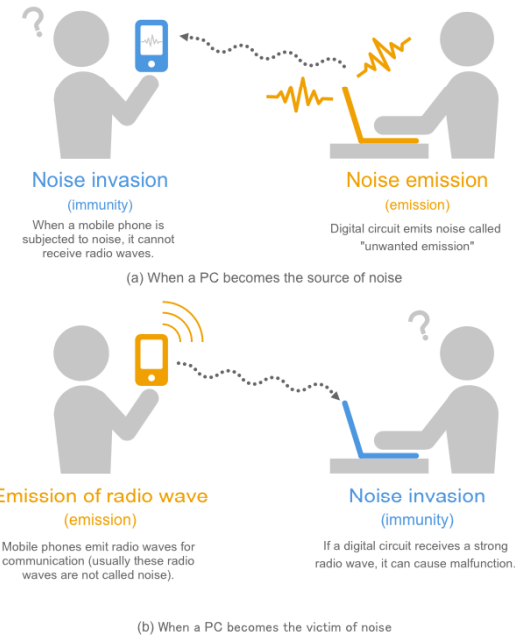 ?
Noise invasion
(immunity)
When a mobile phone is
subjected to noise, it cannot
receive radio waves.
Noise emission
(emission)
Digital circuit emits noise called
"unwanted emission"
(a) When a PC becomes the source of noise
?
Emission of radio wave
(emission)
Mobile phones emit radio waves for
communication (usually these radio
waves are not called noise).
Noise invasion
(immunity)
If a digital circuit receives a strong
radio wave, it can cause malfunction.
(b) When a PC becomes the victim of noise